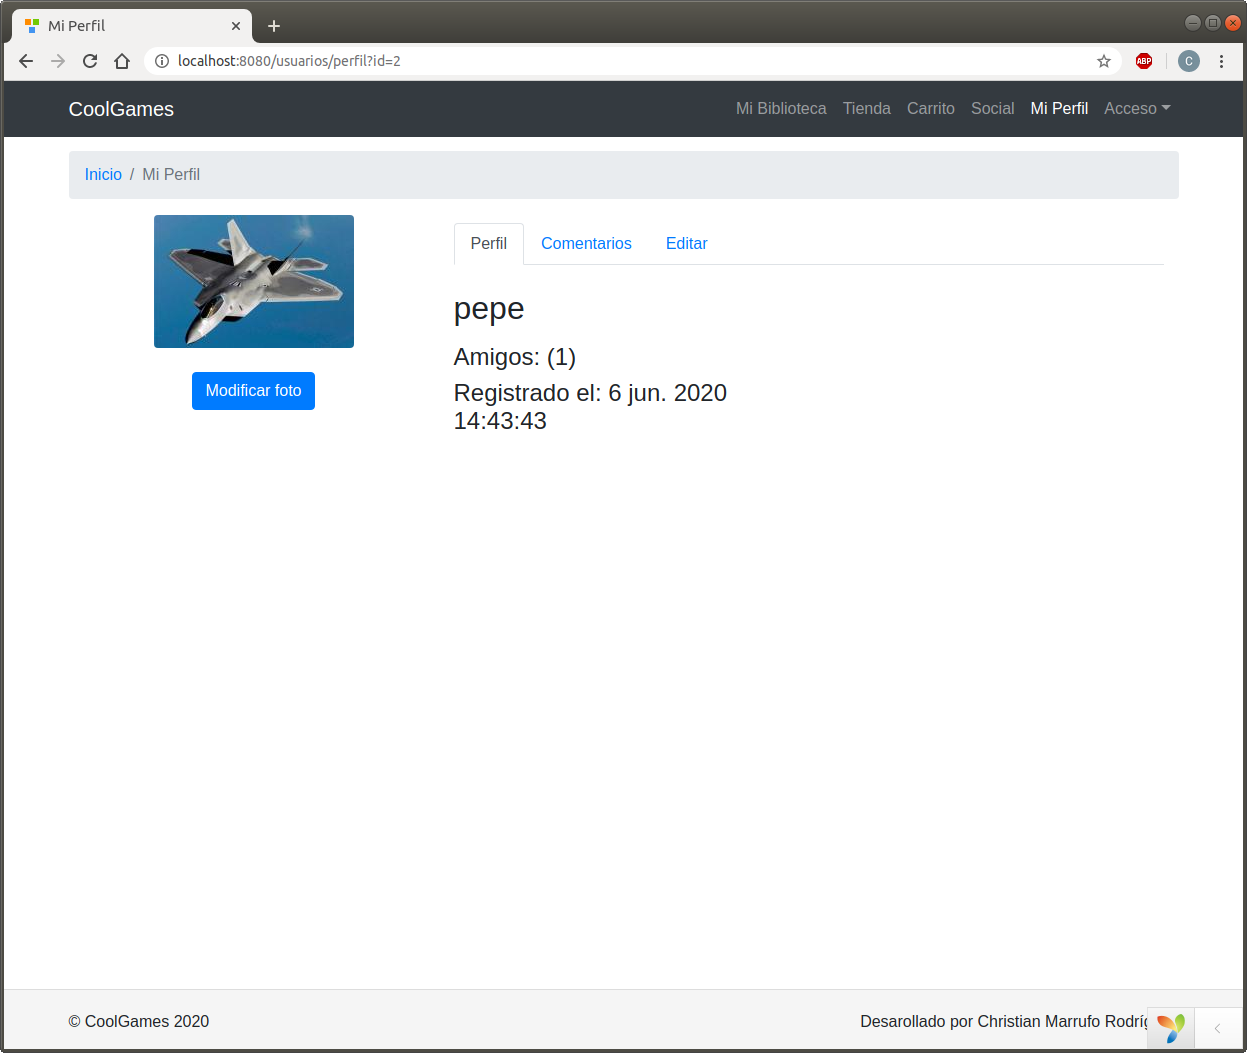 Mi Perfil
localhost:8080/usuarios/perfil?id=2
ABP
C
CoolGames
Mi Biblioteca Tienda Carrito Social Mi Perfil Acceso
Inicio / Mi Perfil
Perfil Comentarios Editar
pepe
Amigos: (1)
Registrado el: 6 jun. 2020
14:43:43
Modificar foto
© CoolGames 2020
Desarollado por Christian Marrufo Rodríg